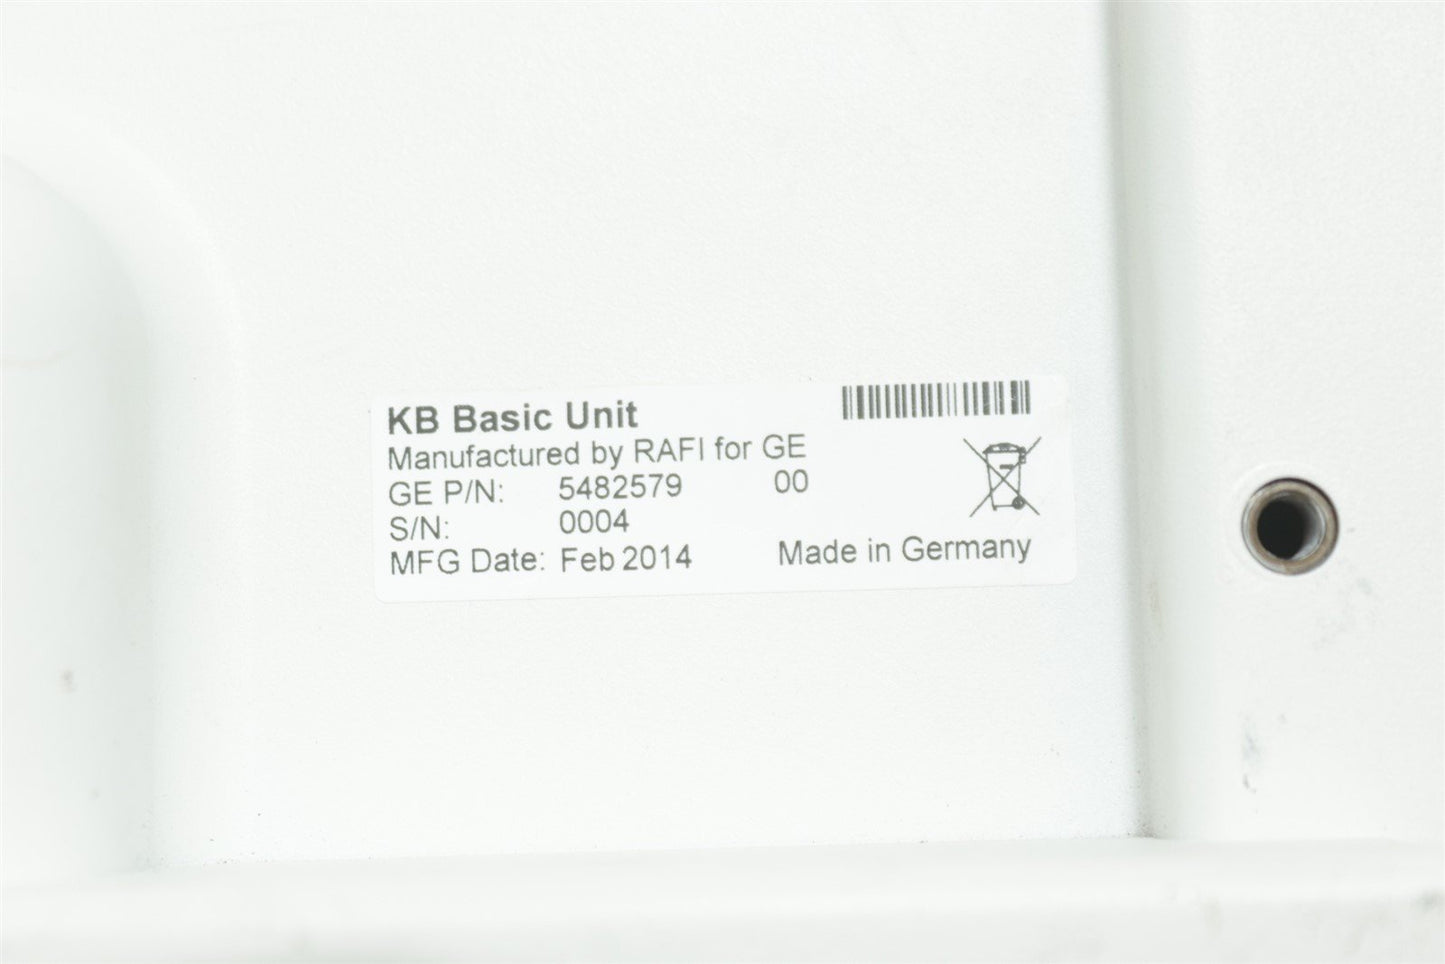 KB Basic Unit
Manufactured by RAFI for GE
GE P/N: 5482579 00
S/N: 0004
MFG Date: Feb 2014 Made in Germany